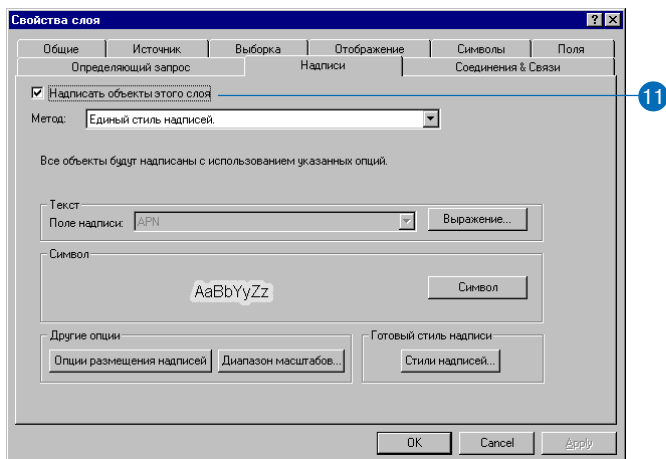 Свойства слоя
Общие Источник Выборка Отображение Символы Поля
Определяющий запрос Надписи Соединения & Связи
Надписать объекты этого слоя
11
Метод: Единый стиль надписей.
Все объекты будут надписаны с использованием указанных опций.
Текст
Поле надписи: APN Выражение...
Символ
AaBbYyZz Символ
Другие опции Готовый стиль надписи
Опции размещения надписей Диапазон масштабов... Стили надписей...
OK Cancel Apply